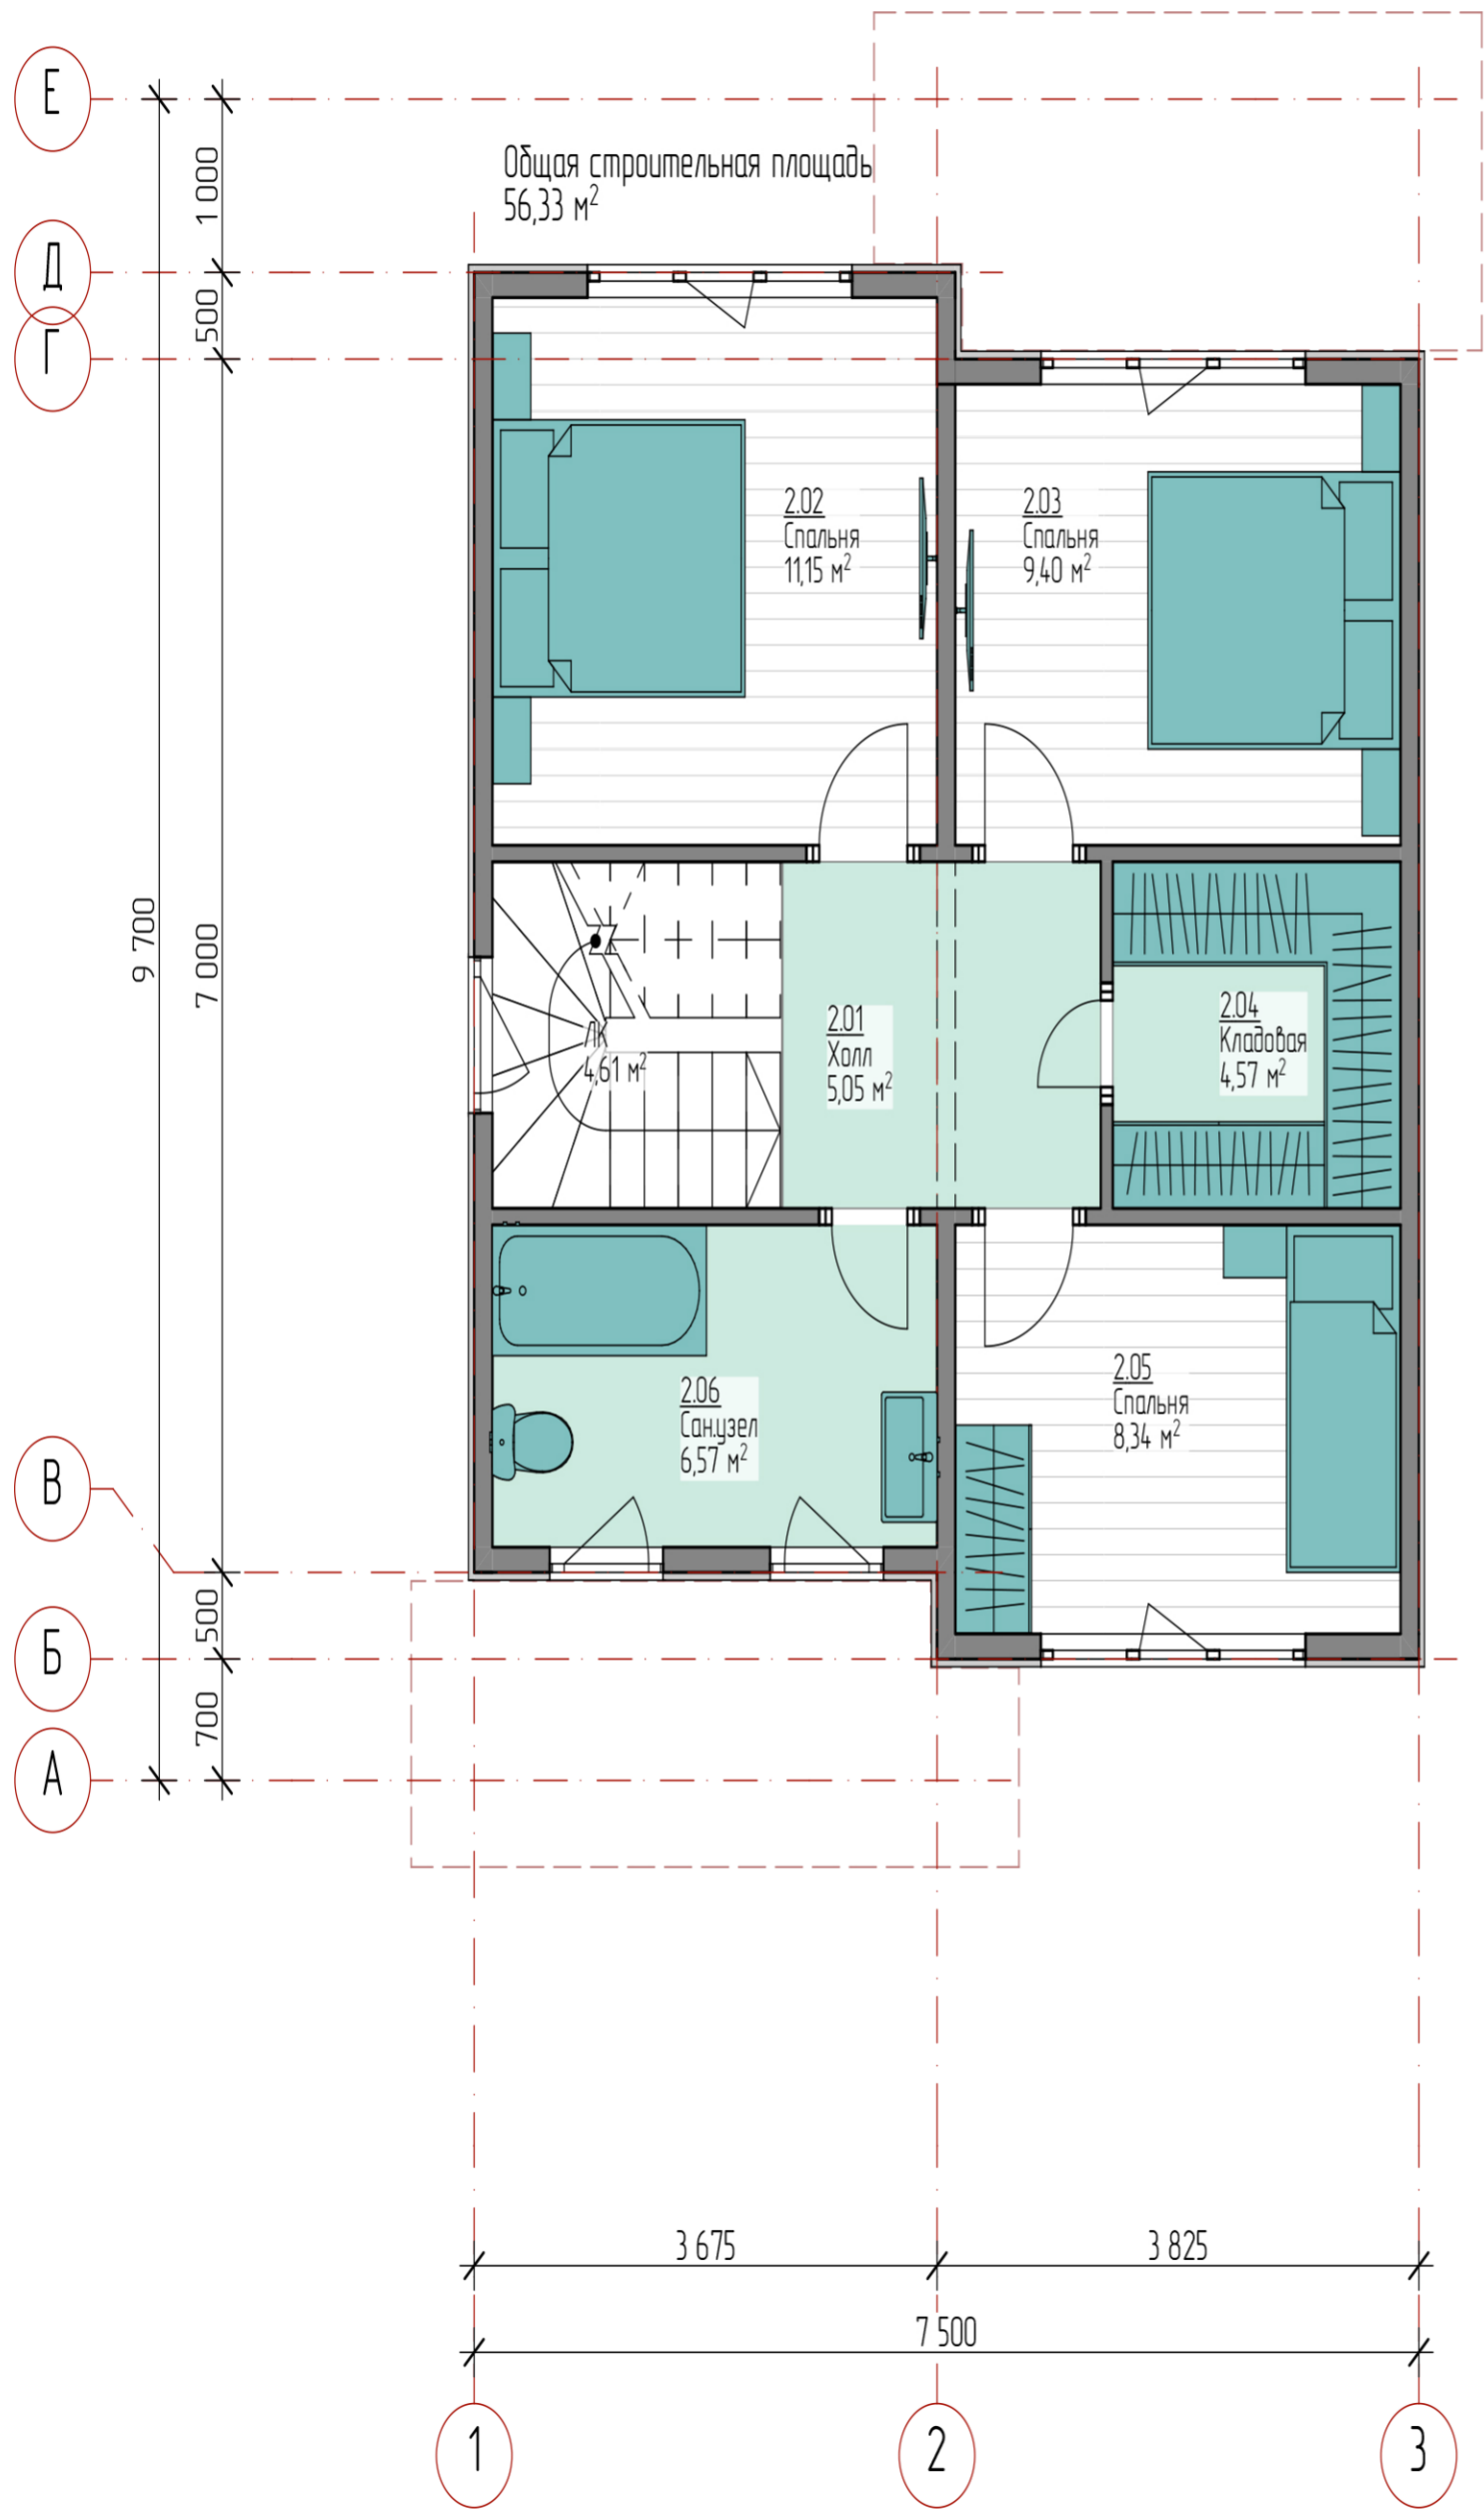 Е
1 000
Общая строительная площадь
56,33 м²
Д
500
Г
2.02
Спальня
11,15 м²
2.03
Спальня
9,40 м²
9 700
7 000
ЛК
4,61 м²
2.01
Холл
5,05 м²
2.04
Кладовая
4,57 м²
2.06
Сан.узел
6,57 м²
2.05
Спальня
8,34 м²
В
500
Б
700
А
3 675
3 825
7 500
1
2
3